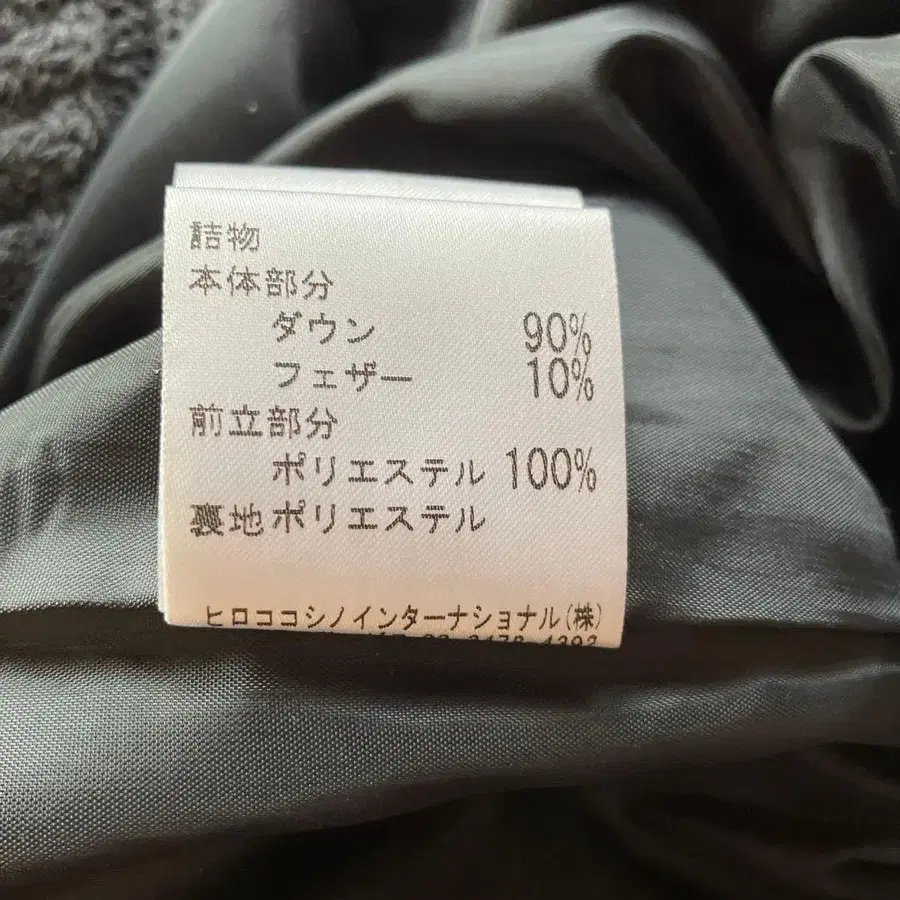 詰物
本体部分
ダウン 90%
フェザー 10%
前立部分
ポリエステル 100%
裏地ポリエステル
ヒロココシノインターナショナル(株)